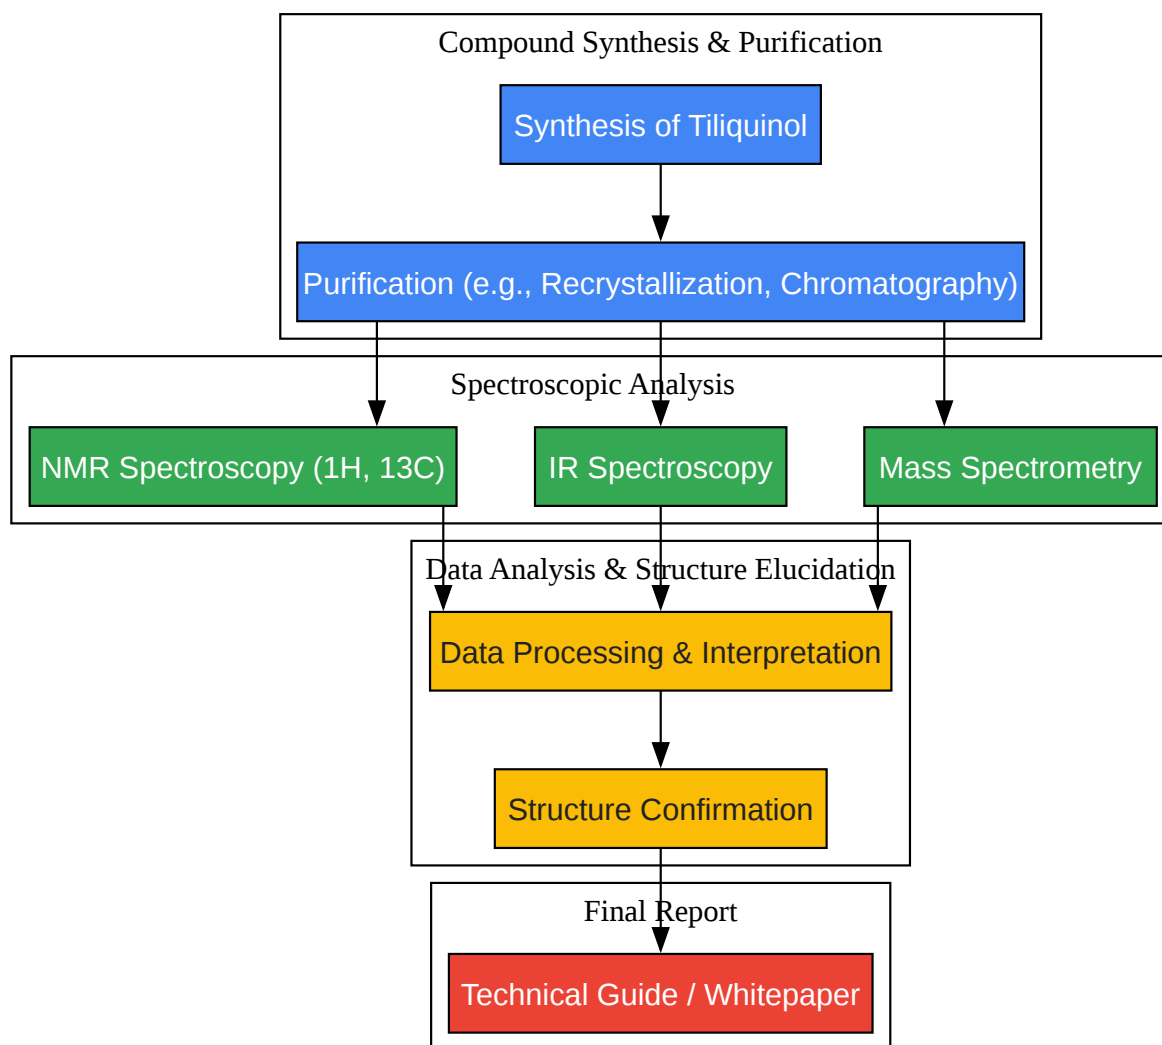 Compound Synthesis & Purification
Synthesis of Tiliquinol
Purification (e.g., Recrystallization, Chromatography)
Spectroscopic Analysis
NMR Spectroscopy (1H, 13C)
IR Spectroscopy
Mass Spectrometry
Data Analysis & Structure Elucidation
Data Processing & Interpretation
Structure Confirmation
Final Report
Technical Guide / Whitepaper